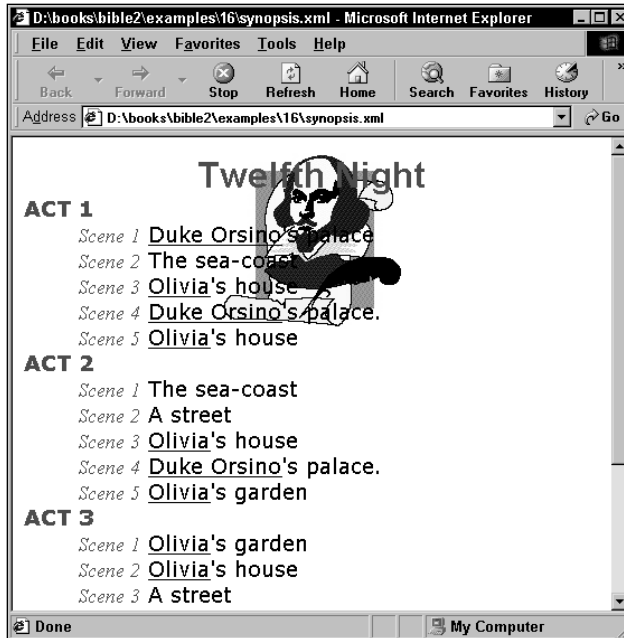 D:\books\bible2\examples\16\synopsis.xml - Microsoft Internet Explorer
File Edit View Favorites Tools Help
Back Forward Stop Refresh Home Search Favorites History »
Address D:\books\bible2\examples\16\synopsis.xml Go
Twelfth Night
ACT 1
Scene 1 Duke Orsino's palace
Scene 2 The sea-coast
Scene 3 Olivia's house
Scene 4 Duke Orsino's palace.
Scene 5 Olivia's house
ACT 2
Scene 1 The sea-coast
Scene 2 A street
Scene 3 Olivia's house
Scene 4 Duke Orsino's palace.
Scene 5 Olivia's garden
ACT 3
Scene 1 Olivia's garden
Scene 2 Olivia's house
Scene 3 A street
Done My Computer